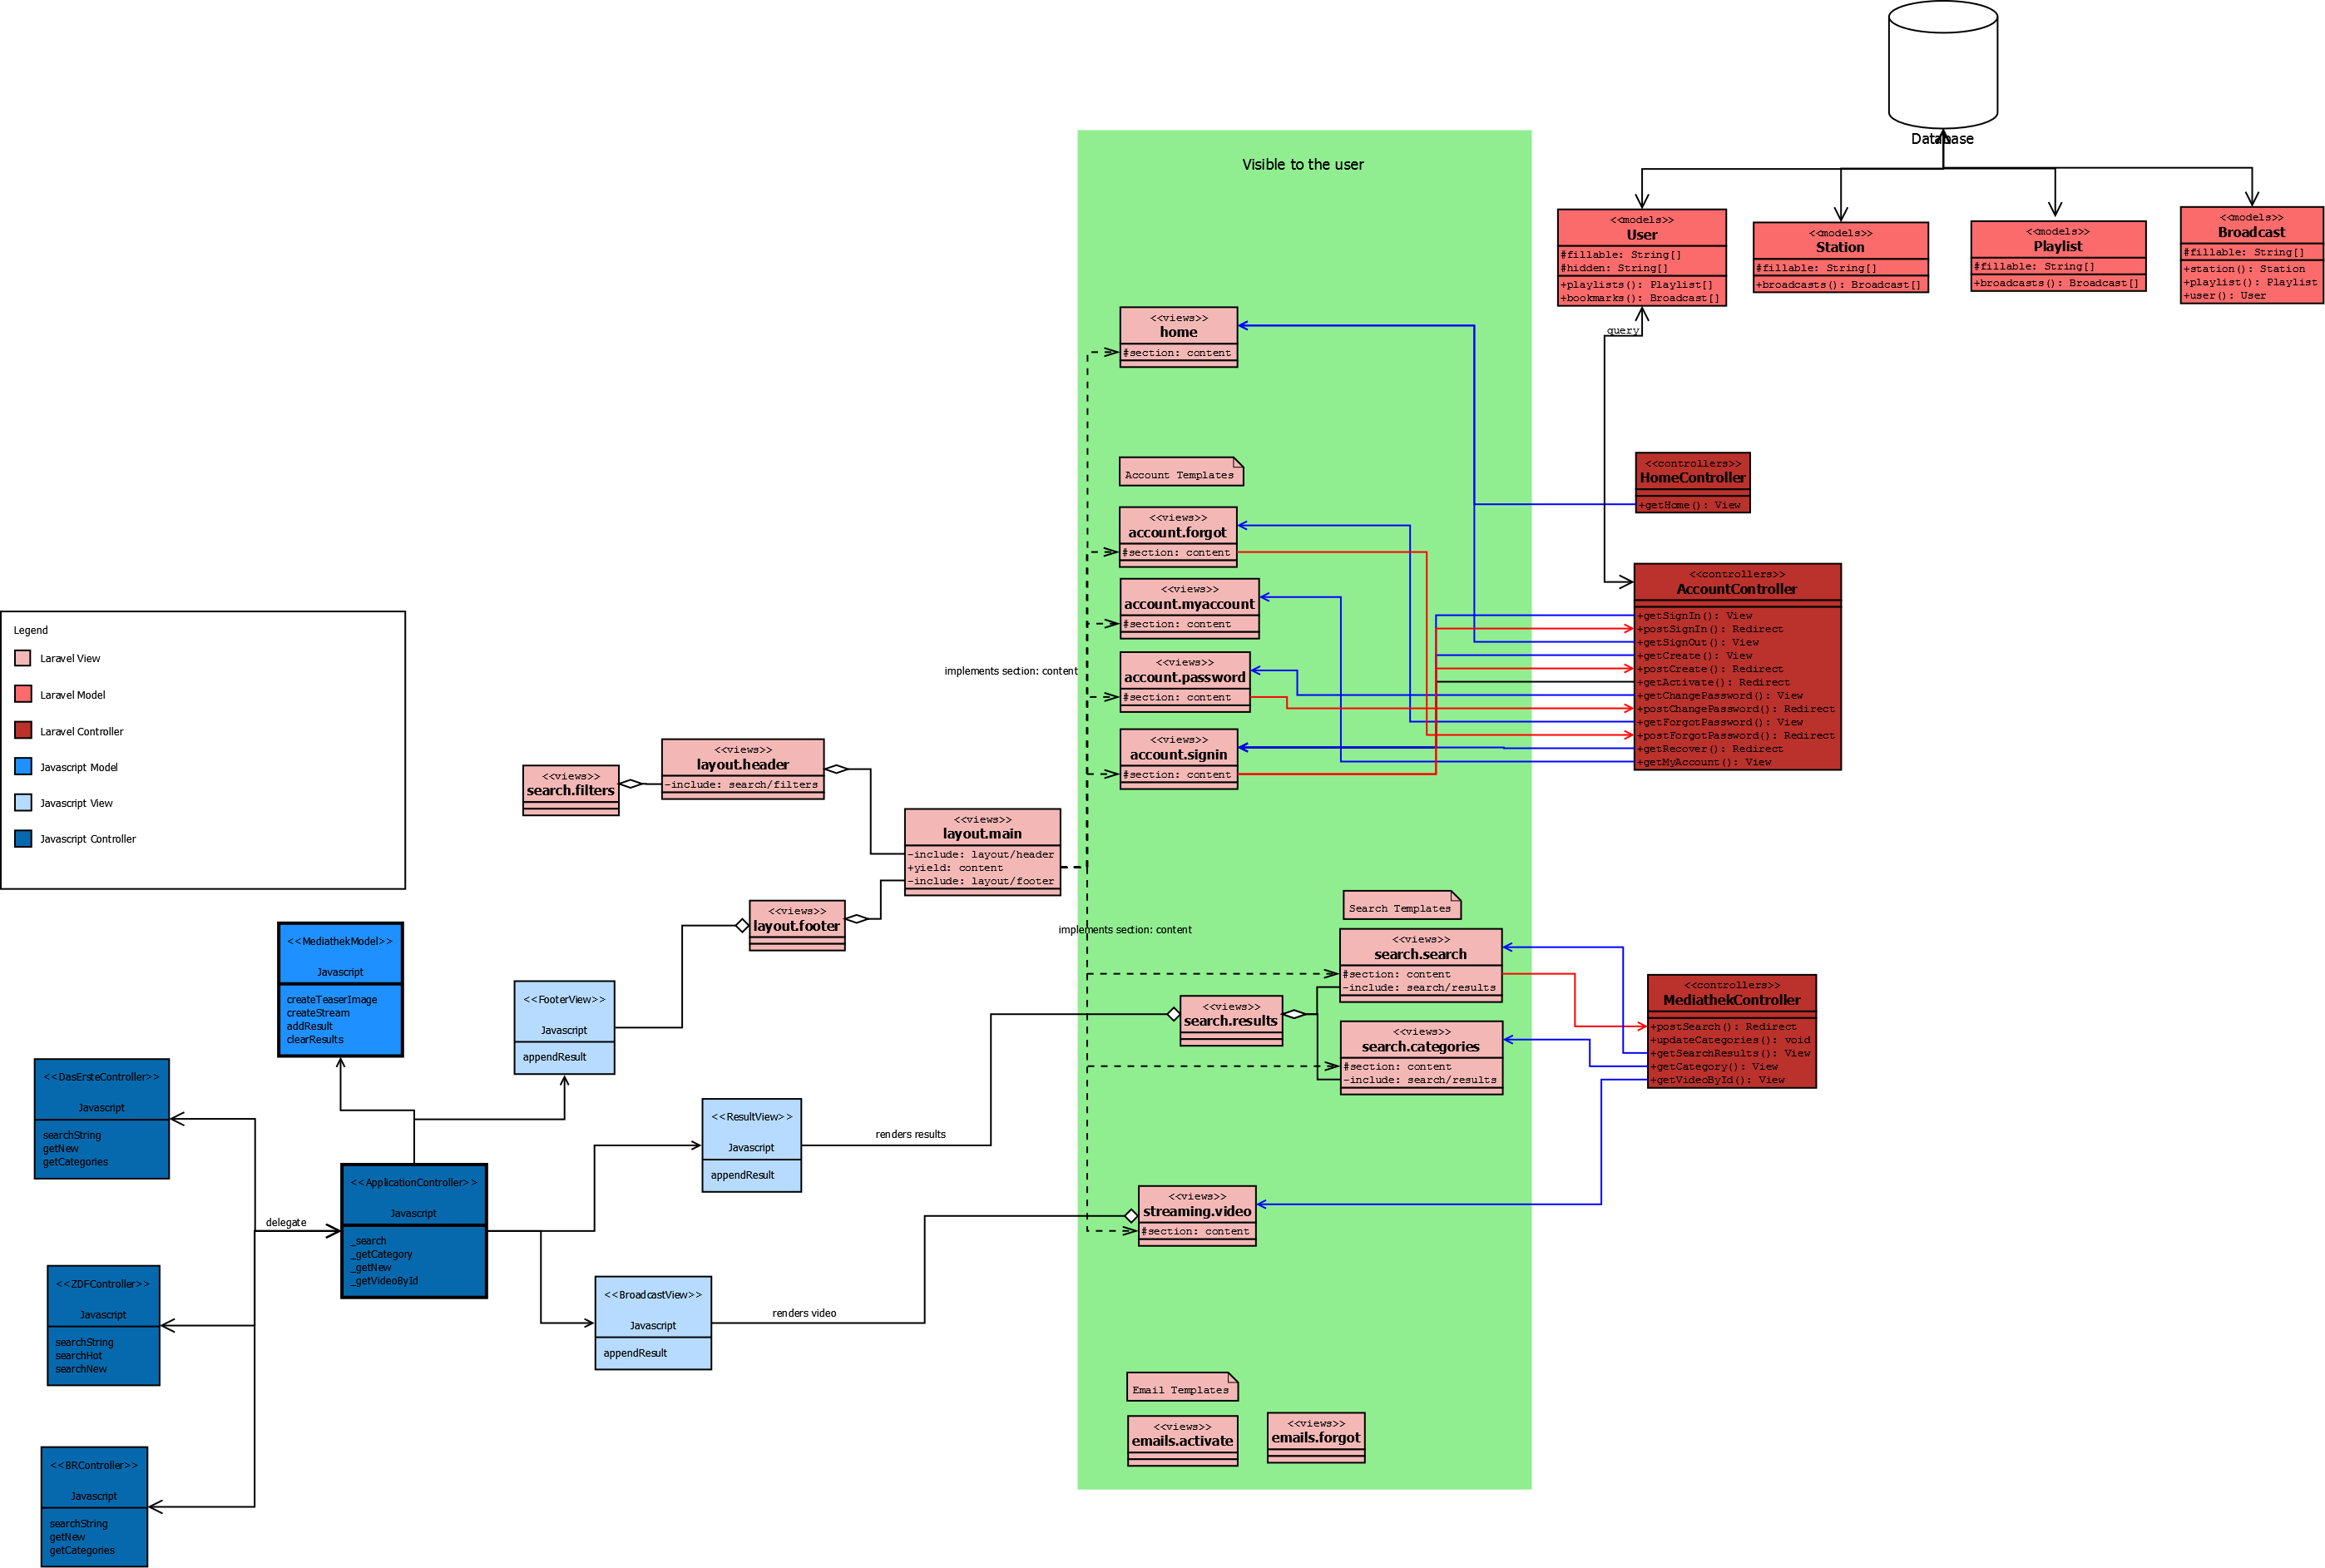 Database
Visible to the user
<<models>>
User
#fillable: String[]
#hidden: String[]
+playlists(): Playlist[]
+bookmarks(): Broadcast[]
<<models>>
Station
#fillable: String[]
+broadcasts(): Broadcast[]
<<models>>
Playlist
#fillable: String[]
+broadcasts(): Broadcast[]
<<models>>
Broadcast
#fillable: String[]
+station(): Station
+playlist(): Playlist
+user(): User
query
<<views>>
home
#section: content
Account Templates
<<controllers>>
HomeController
+getHome(): View
<<views>>
account.forgot
#section: content
<<views>>
account.myaccount
#section: content
<<views>>
account.password
#section: content
<<views>>
account.signin
#section: content
<<controllers>>
AccountController
+getSignIn(): View
+postSignIn(): Redirect
+getSignOut(): View
+getCreate(): View
+postCreate(): Redirect
+getActivate(): Redirect
+getChangePassword(): View
+postChangePassword(): Redirect
+getForgotPassword(): View
+postForgotPassword(): Redirect
+getRecover(): Redirect
+getMyAccount(): View
implements section: content
Legend
Laravel View
Laravel Model
Laravel Controller
Javascript Model
Javascript View
Javascript Controller
<<views>>
search.filters
<<views>>
layout.header
-include: search/filters
<<views>>
layout.main
-include: layout/header
+yield: content
-include: layout/footer
<<views>>
layout.footer
implements section: content
Search Templates
<<views>>
search.search
#section: content
-include: search/results
<<views>>
search.results
<<views>>
search.categories
#section: content
-include: search/results
<<controllers>>
MediathekController
+postSearch(): Redirect
+updateCategories(): void
+getSearchResults(): View
+getCategory(): View
+getVideoById(): View
<<MediathekModel>>
Javascript
createTeaserImage
createStream
addResult
clearResults
<<FooterView>>
Javascript
appendResult
<<DasErsteController>>
Javascript
searchString
getNew
getCategories
<<ResultView>>
Javascript
appendResult
renders results
<<ApplicationController>>
Javascript
_search
_getCategory
_getNew
_getVideoById
delegate
<<views>>
streaming.video
#section: content
<<ZDFController>>
Javascript
searchString
searchHot
searchNew
<<BroadcastView>>
Javascript
appendResult
renders video
Email Templates
<<views>>
emails.activate
<<views>>
emails.forgot
<<BRController>>
Javascript
searchString
getNew
getCategories